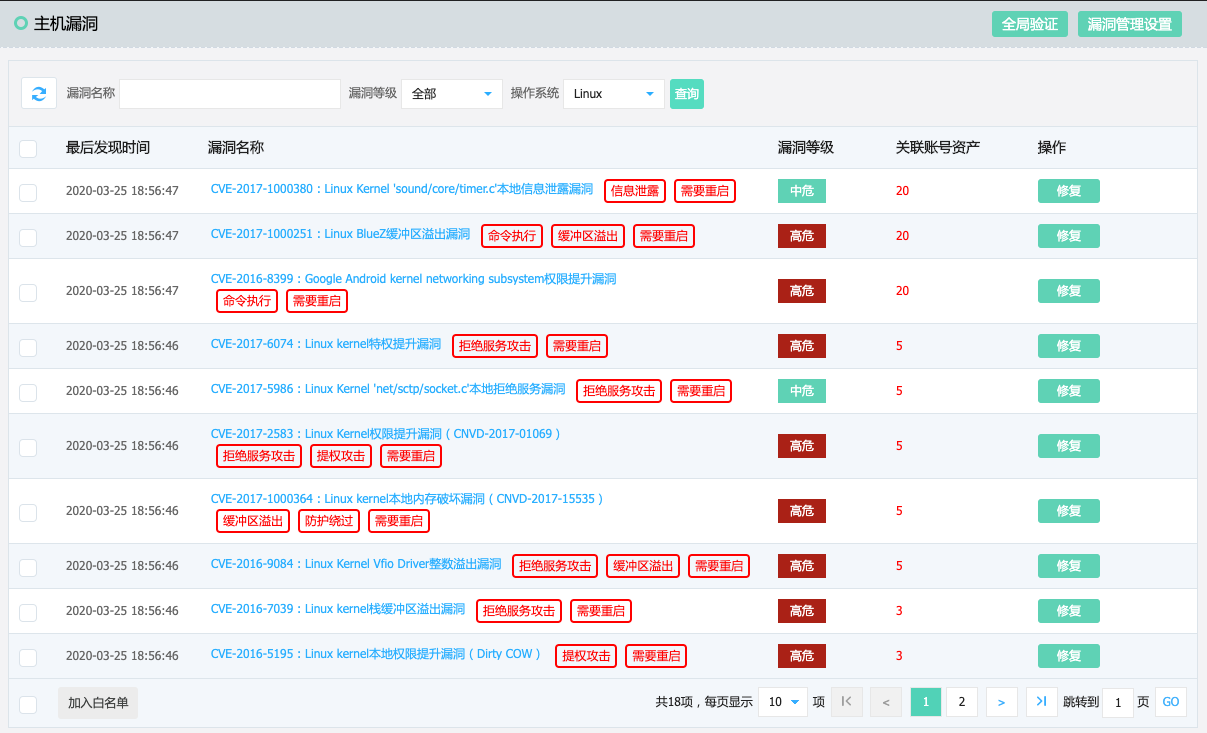 主机漏洞 全局验证 漏洞管理设置
漏洞名称 漏洞等级 全部 操作系统 Linux 查询
最后发现时间 漏洞名称 漏洞等级 关联账号资产 操作
2020-03-25 18:56:47 CVE-2017-1000380：Linux Kernel 'sound/core/timer.c'本地信息泄露漏洞 信息泄露 需要重启 中危 20 修复
2020-03-25 18:56:47 CVE-2017-1000251：Linux BlueZ缓冲区溢出漏洞 命令执行 缓冲区溢出 需要重启 高危 20 修复
CVE-2016-8399：Google Android kernel networking subsystem权限提升漏洞
2020-03-25 18:56:47 高危 20 修复
命令执行 需要重启
2020-03-25 18:56:46 CVE-2017-6074：Linux kernel特权提升漏洞 拒绝服务攻击 需要重启 高危 5 修复
2020-03-25 18:56:46 CVE-2017-5986：Linux Kernel 'net/sctp/socket.c'本地拒绝服务漏洞 拒绝服务攻击 需要重启 中危 5 修复
CVE-2017-2583：Linux Kernel权限提升漏洞（CNVD-2017-01069）
2020-03-25 18:56:46 高危 5 修复
拒绝服务攻击 提权攻击 需要重启
CVE-2017-1000364：Linux kernel本地内存破坏漏洞（CNVD-2017-15535）
2020-03-25 18:56:46 高危 5 修复
缓冲区溢出 防护绕过 需要重启
2020-03-25 18:56:46 CVE-2016-9084：Linux Kernel Vfio Driver整数溢出漏洞 拒绝服务攻击 缓冲区溢出 需要重启 高危 5 修复
2020-03-25 18:56:46 CVE-2016-7039：Linux kernel栈缓冲区溢出漏洞 拒绝服务攻击 需要重启 高危 3 修复
2020-03-25 18:56:46 CVE-2016-5195：Linux kernel本地权限提升漏洞（Dirty COW） 提权攻击 需要重启 高危 3 修复
加入白名单 共18项，每页显示 10 项 < 1 2 > 跳转到 1 页 GO